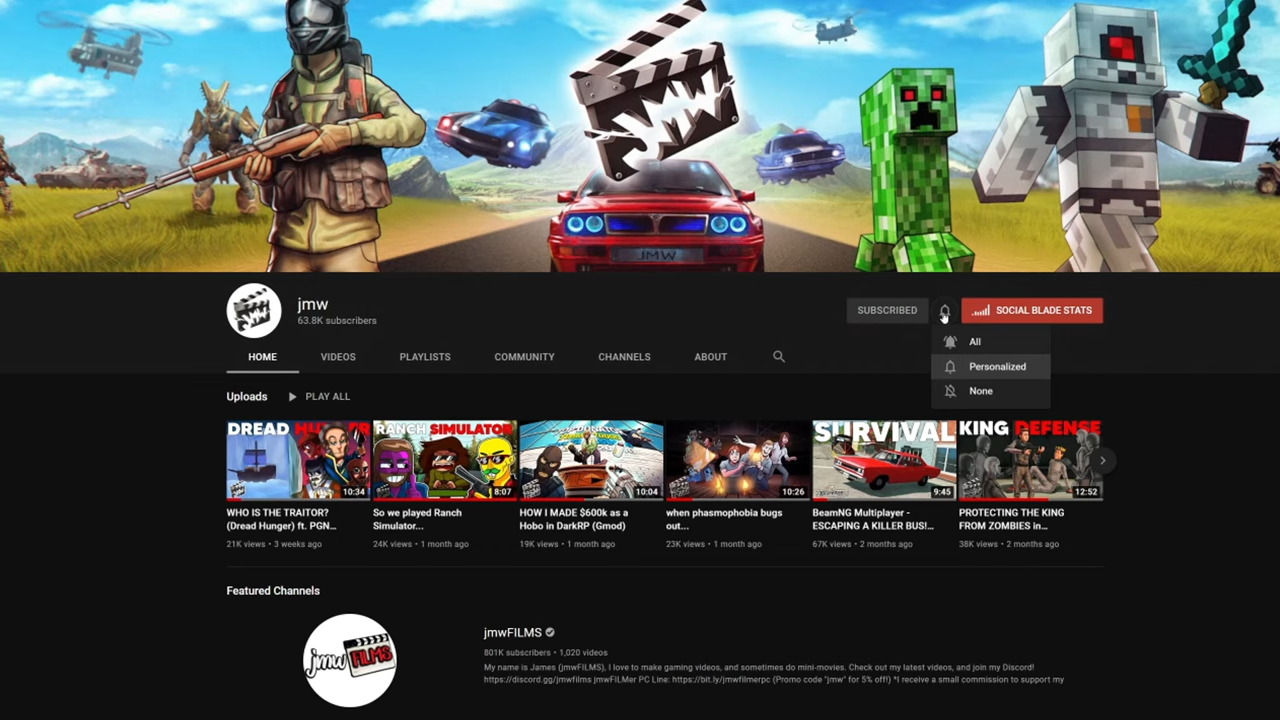 JMW
jmw
63.8K subscribers
SUBSCRIBED
SOCIAL BLADE STATS
All
Personalized
None
HOME
VIDEOS
PLAYLISTS
COMMUNITY
CHANNELS
ABOUT
Uploads
PLAY ALL
DREAD HUNGER
10:34
WHO IS THE TRAITOR?
(Dread Hunger) ft. PGN...
21K views • 3 weeks ago
RANCH SIMULATOR
8:07
So we played Ranch
Simulator...
24K views • 1 month ago
10:04
HOW I MADE $600k as a
Hobo in DarkRP (Gmod)
19K views • 1 month ago
10:26
when phasmophobia bugs
out...
23K views • 1 month ago
SURVIVAL
9:45
BeamNG Multiplayer -
ESCAPING A KILLER BUS!...
67K views • 2 months ago
KING DEFENSE
12:52
PROTECTING THE KING
FROM ZOMBIES in...
38K views • 2 months ago
Featured Channels
jmw FILMS
jmwFILMS
801K subscribers • 1,020 videos
My name is James (jmwFILMS), I love to make gaming videos, and sometimes do mini-movies. Check out my latest videos, and join my Discord!
https://discord.gg/jmwfilms jmwFILMer PC Line: https://bit.ly/jmwfilmerpc (Promo code "jmw" for 5% off!) *I receive a small commission to support my